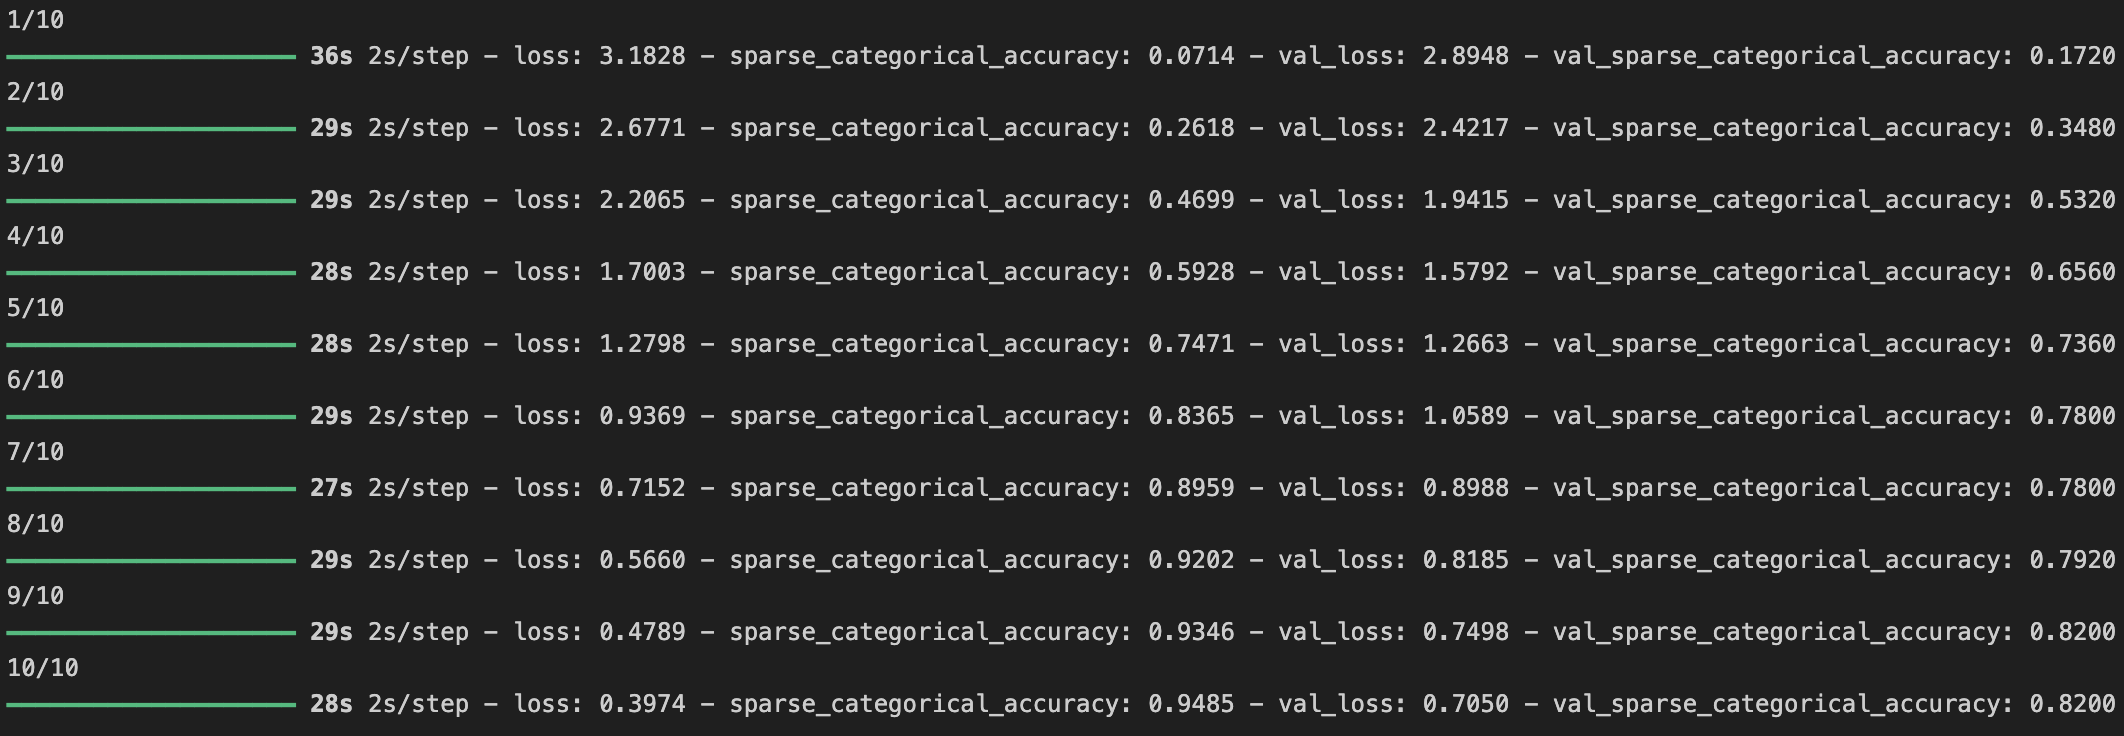 1/10
36s 2s/step - loss: 3.1828 - sparse_categorical_accuracy: 0.0714 - val_loss: 2.8948 - val_sparse_categorical_accuracy: 0.1720
2/10
29s 2s/step - loss: 2.6771 - sparse_categorical_accuracy: 0.2618 - val_loss: 2.4217 - val_sparse_categorical_accuracy: 0.3480
3/10
29s 2s/step - loss: 2.2065 - sparse_categorical_accuracy: 0.4699 - val_loss: 1.9415 - val_sparse_categorical_accuracy: 0.5320
4/10
28s 2s/step - loss: 1.7003 - sparse_categorical_accuracy: 0.5928 - val_loss: 1.5792 - val_sparse_categorical_accuracy: 0.6560
5/10
28s 2s/step - loss: 1.2798 - sparse_categorical_accuracy: 0.7471 - val_loss: 1.2663 - val_sparse_categorical_accuracy: 0.7360
6/10
29s 2s/step - loss: 0.9369 - sparse_categorical_accuracy: 0.8365 - val_loss: 1.0589 - val_sparse_categorical_accuracy: 0.7800
7/10
27s 2s/step - loss: 0.7152 - sparse_categorical_accuracy: 0.8959 - val_loss: 0.8988 - val_sparse_categorical_accuracy: 0.7800
8/10
29s 2s/step - loss: 0.5660 - sparse_categorical_accuracy: 0.9202 - val_loss: 0.8185 - val_sparse_categorical_accuracy: 0.7920
9/10
29s 2s/step - loss: 0.4789 - sparse_categorical_accuracy: 0.9346 - val_loss: 0.7498 - val_sparse_categorical_accuracy: 0.8200
10/10
28s 2s/step - loss: 0.3974 - sparse_categorical_accuracy: 0.9485 - val_loss: 0.7050 - val_sparse_categorical_accuracy: 0.8200